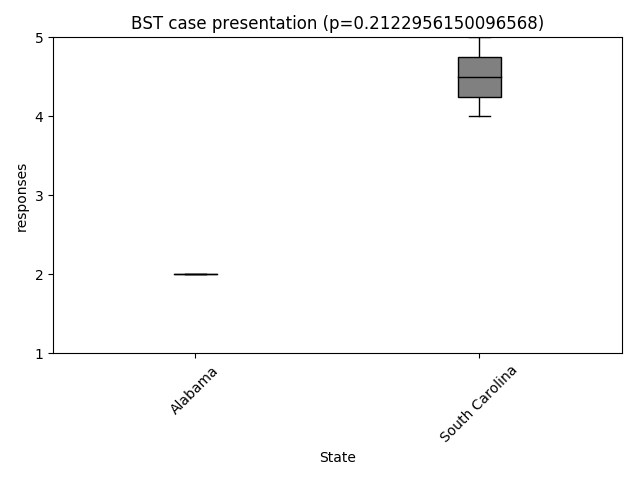 BST case presentation (p=0.2122956150096568)
5
4
3
2
1
responses
Alabama
South Carolina
State